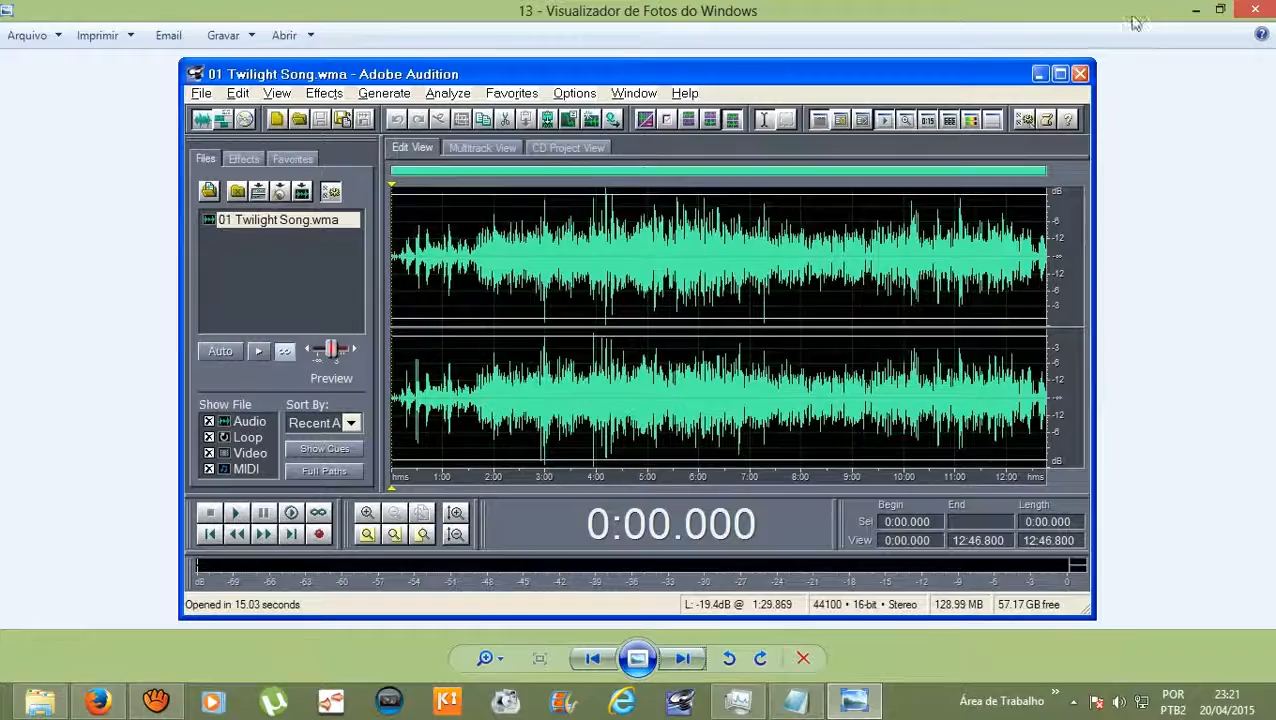 13 - Visualizador de Fotos do Windows
Arquivo Imprimir Email Gravar Abrir
01 Twilight Song.wma - Adobe Audition
File Edit View Effects Generate Analyze Favorites Options Window Help
Files Effects Favorites
Edit View Multitrack View CD Project View
01 Twilight Song.wma
dB
-6
-12
-∞
-12
-6
-3
-3
-6
-12
-∞
-12
-6
dB
Auto
Preview
Show File
Audio
Loop
Video
MIDI
Sort By:
Recent A
Show Cues
Full Paths
hms 1:00 2:00 3:00 4:00 5:00 6:00 7:00 8:00 9:00 10:00 11:00 12:00 hms
0:00.000
Begin End Length
Sel 0:00.000 0:00.000
View 0:00.000 12:46.800 12:46.800
dB -69 -66 -63 -60 -57 -54 -51 -48 -45 -42 -39 -36 -33 -30 -27 -24 -21 -18 -15 -12 -9 -6 -3 0
Opened in 15.03 seconds
L: -19.4dB @ 1:29.869 44100 • 16-bit • Stereo 128.99 MB 57.17 GB free
K1
Área de Trabalho
POR
PTB2
23:21
20/04/2015